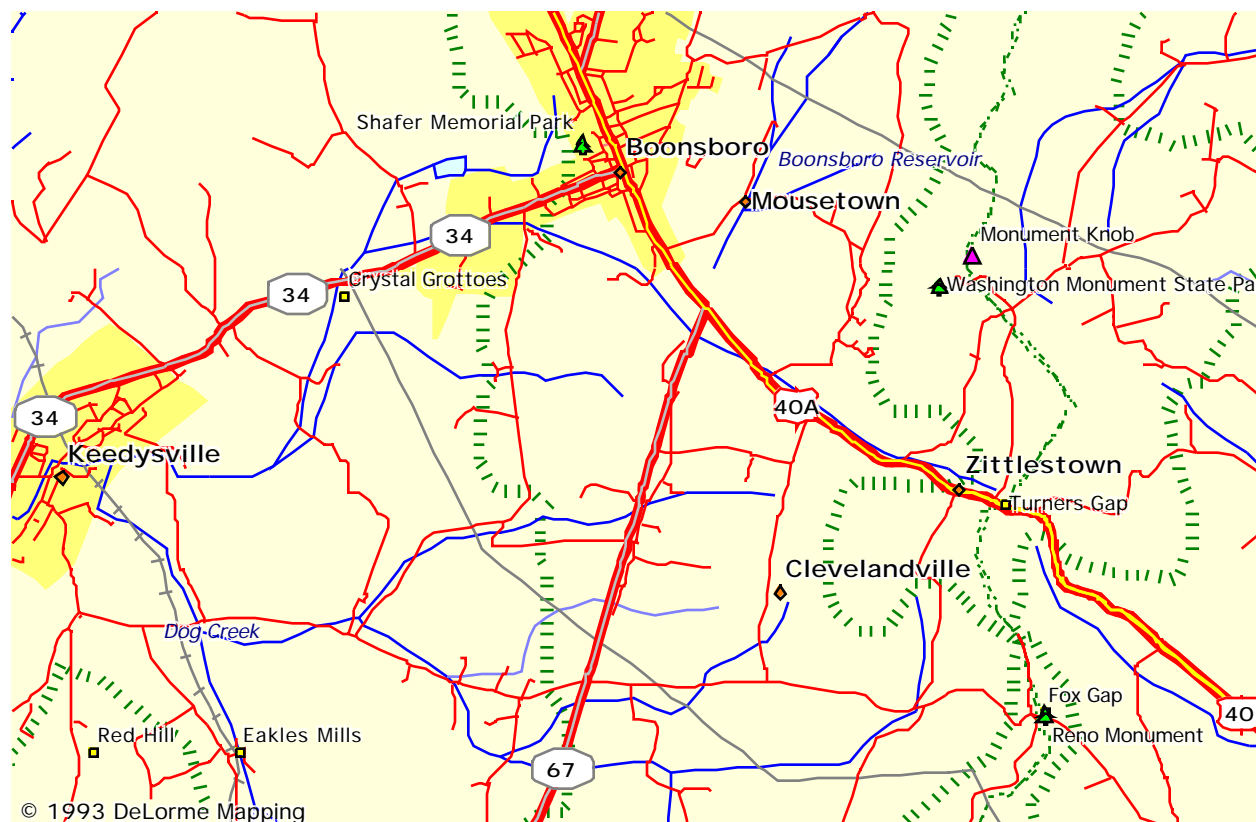 Shafer Memorial Park
Boonsboro
Boonsboro Reservoir
Mousetown
34
Monument Knob
Crystal Grottoes
Washington Monument State Pa
34
34
40A
Keedysville
Zittlestown
Turners Gap
Clevelandville
Dog Creek
Fox Gap
40
Red Hill
Eakles Mills
Reno Monument
67
© 1993 DeLorme Mapping